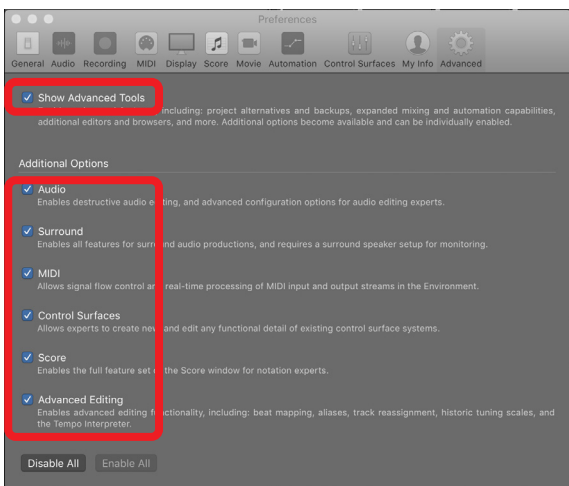 Preferences
General Audio Recording MIDI Display Score Movie Automation Control Surfaces My Info Advanced
Show Advanced Tools
including: project alternatives and backups, expanded mixing and automation capabilities,
additional editors and browsers, and more. Additional options become available and can be individually enabled.
Additional Options
Audio
Enables destructive audio e ting, and advanced configuration options for audio editing experts.
Surround
Enables all features for surr nd audio productions, and requires a surround speaker setup for monitoring.
MIDI
Allows signal flow control an real-time processing of MIDI input and output streams in the Environment.
Control Surfaces
Allows experts to create ne and edit any functional detail of existing control surface systems.
Score
Enables the full feature set the Score window for notation experts.
Advanced Editing
Enables advanced editing f nctionality, including: beat mapping, aliases, track reassignment, historic tuning scales, and
the Tempo Interpreter.
Disable All Enable All